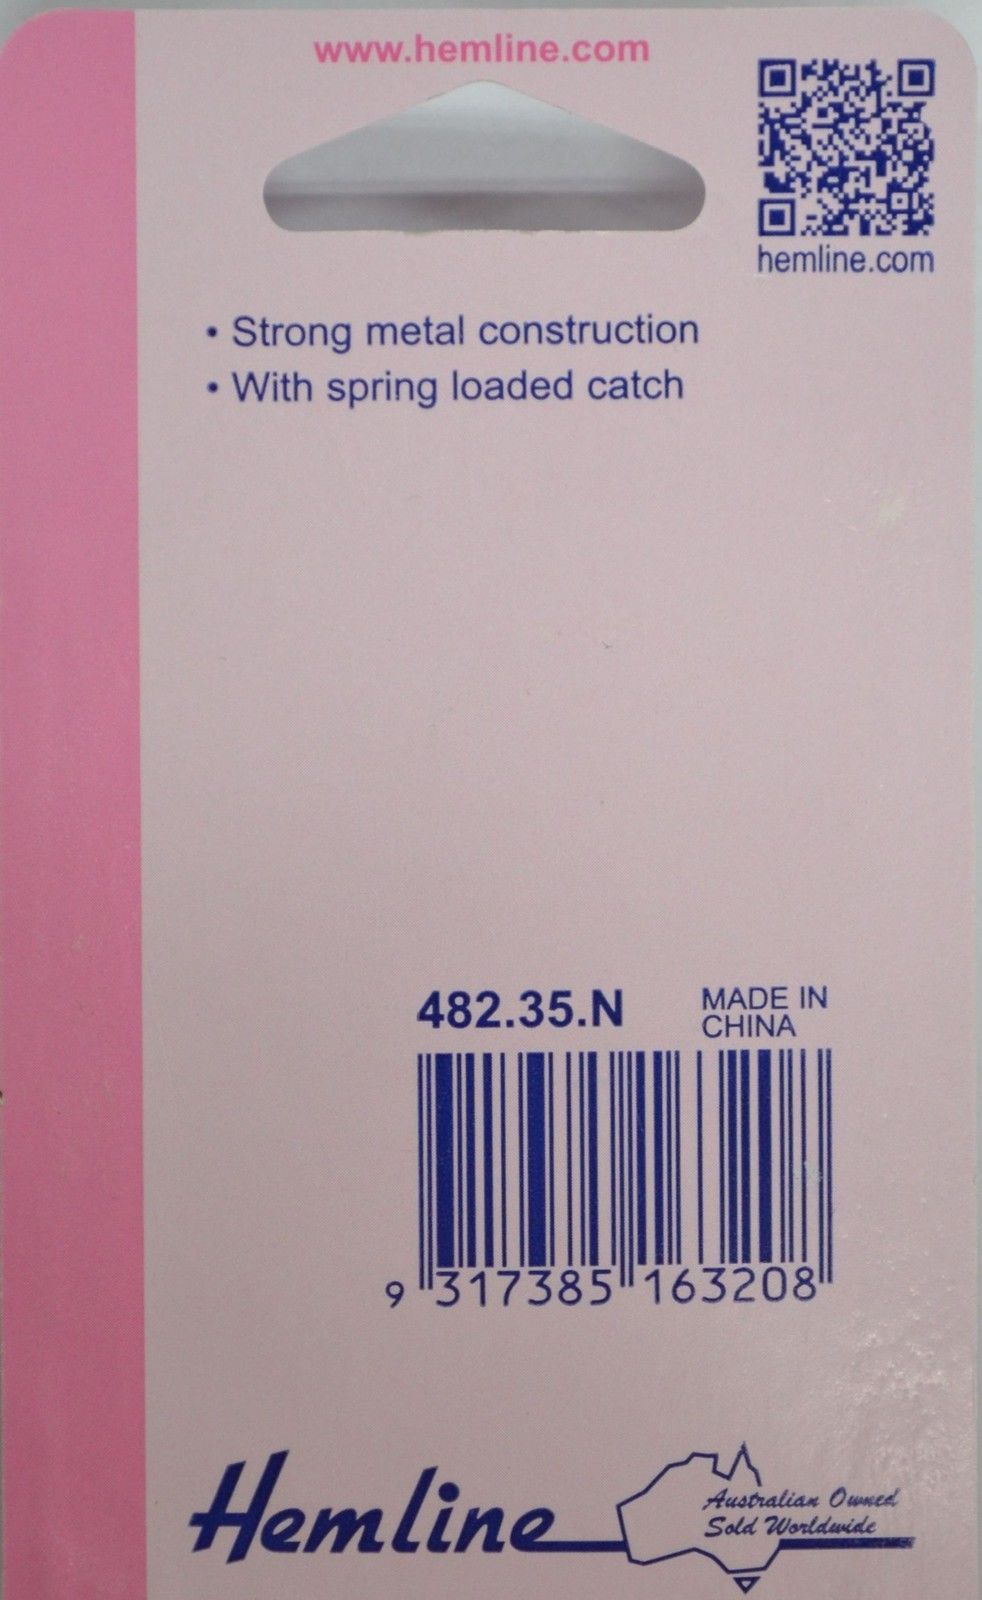 www.hemline.com
hemline.com
• Strong metal construction
• With spring loaded catch
482.35.N
MADE IN
CHINA
9 317385 163208
Hemline
Australian Owned
Sold Worldwide